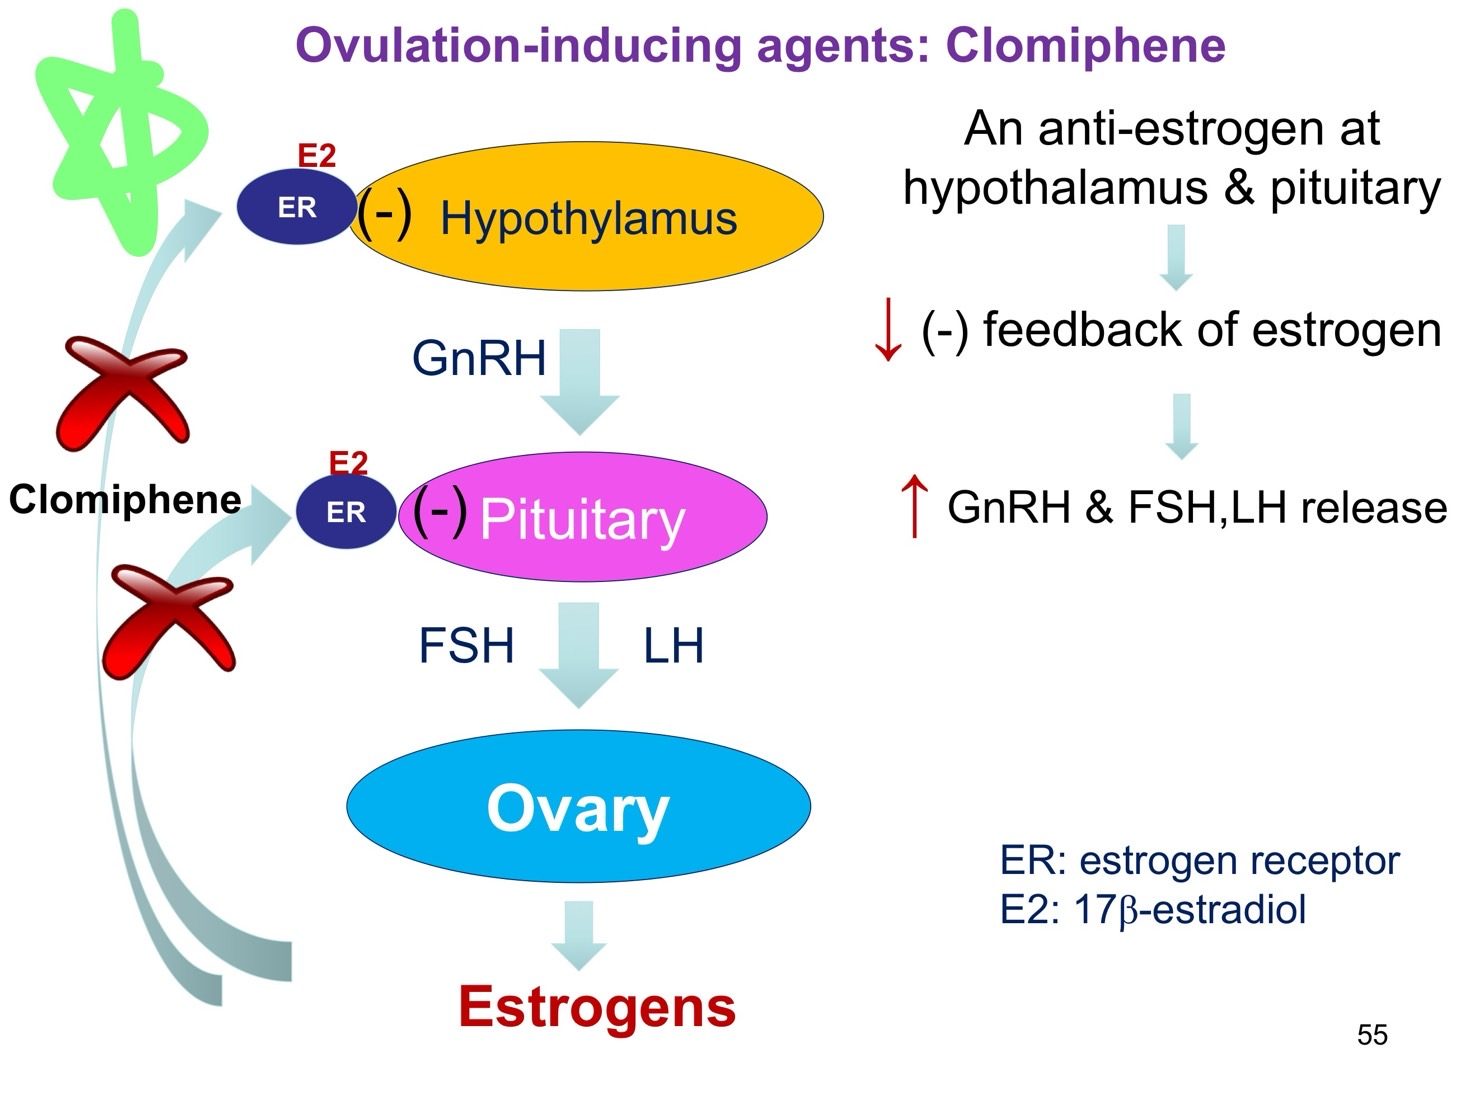 Ovulation-inducing agents: Clomiphene
E2
ER
(-) Hypothylamus
GnRH
E2
Clomiphene
ER
(-) Pituitary
FSH LH
Ovary
Estrogens
An anti-estrogen at
hypothalamus & pituitary
↓ (-) feedback of estrogen
↑ GnRH & FSH,LH release
ER: estrogen receptor
E2: 17β-estradiol
55